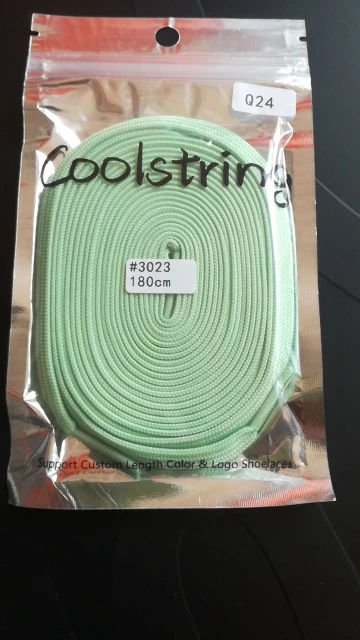 Q24
Coolstring
#3023
180cm
Support Custom Length Color & Logo Shoelaces